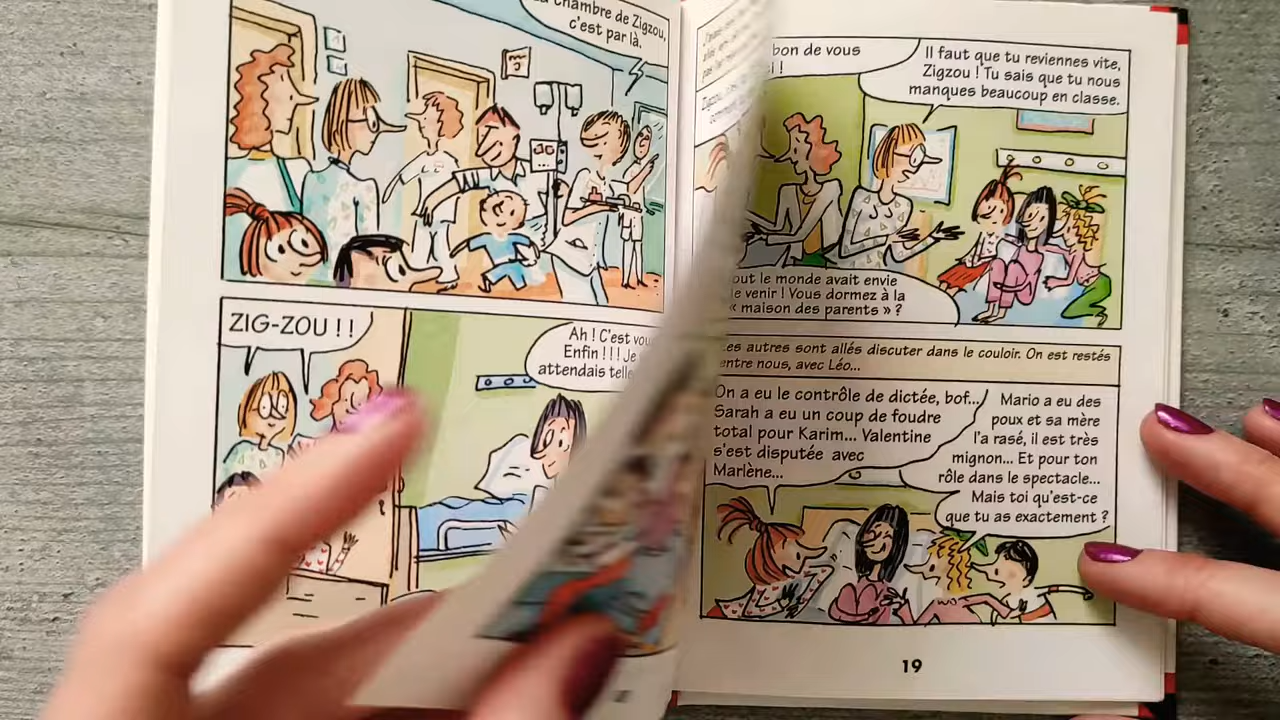 chambre de Zigzou,
c'est par là.
ZIG-ZOU !!
Ah ! C'est vou
Enfin !!! Je
attendais telle
bon de vous
!
Il faut que tu reviennes vite,
Zigzou ! Tu sais que tu nous
manques beaucoup en classe.
out le monde avait envie
e venir ! Vous dormez à la
« maison des parents » ?
es autres sont allés discuter dans le couloir. On est restés
entre nous, avec Léo...
On a eu le contrôle de dictée, bof...
Sarah a eu un coup de foudre
total pour Karim... Valentine
s'est disputée avec
Marlène...
Mario a eu des
poux et sa mère
l'a rasé, il est très
mignon... Et pour ton
rôle dans le spectacle...
Mais toi qu'est-ce
que tu as exactement ?
19